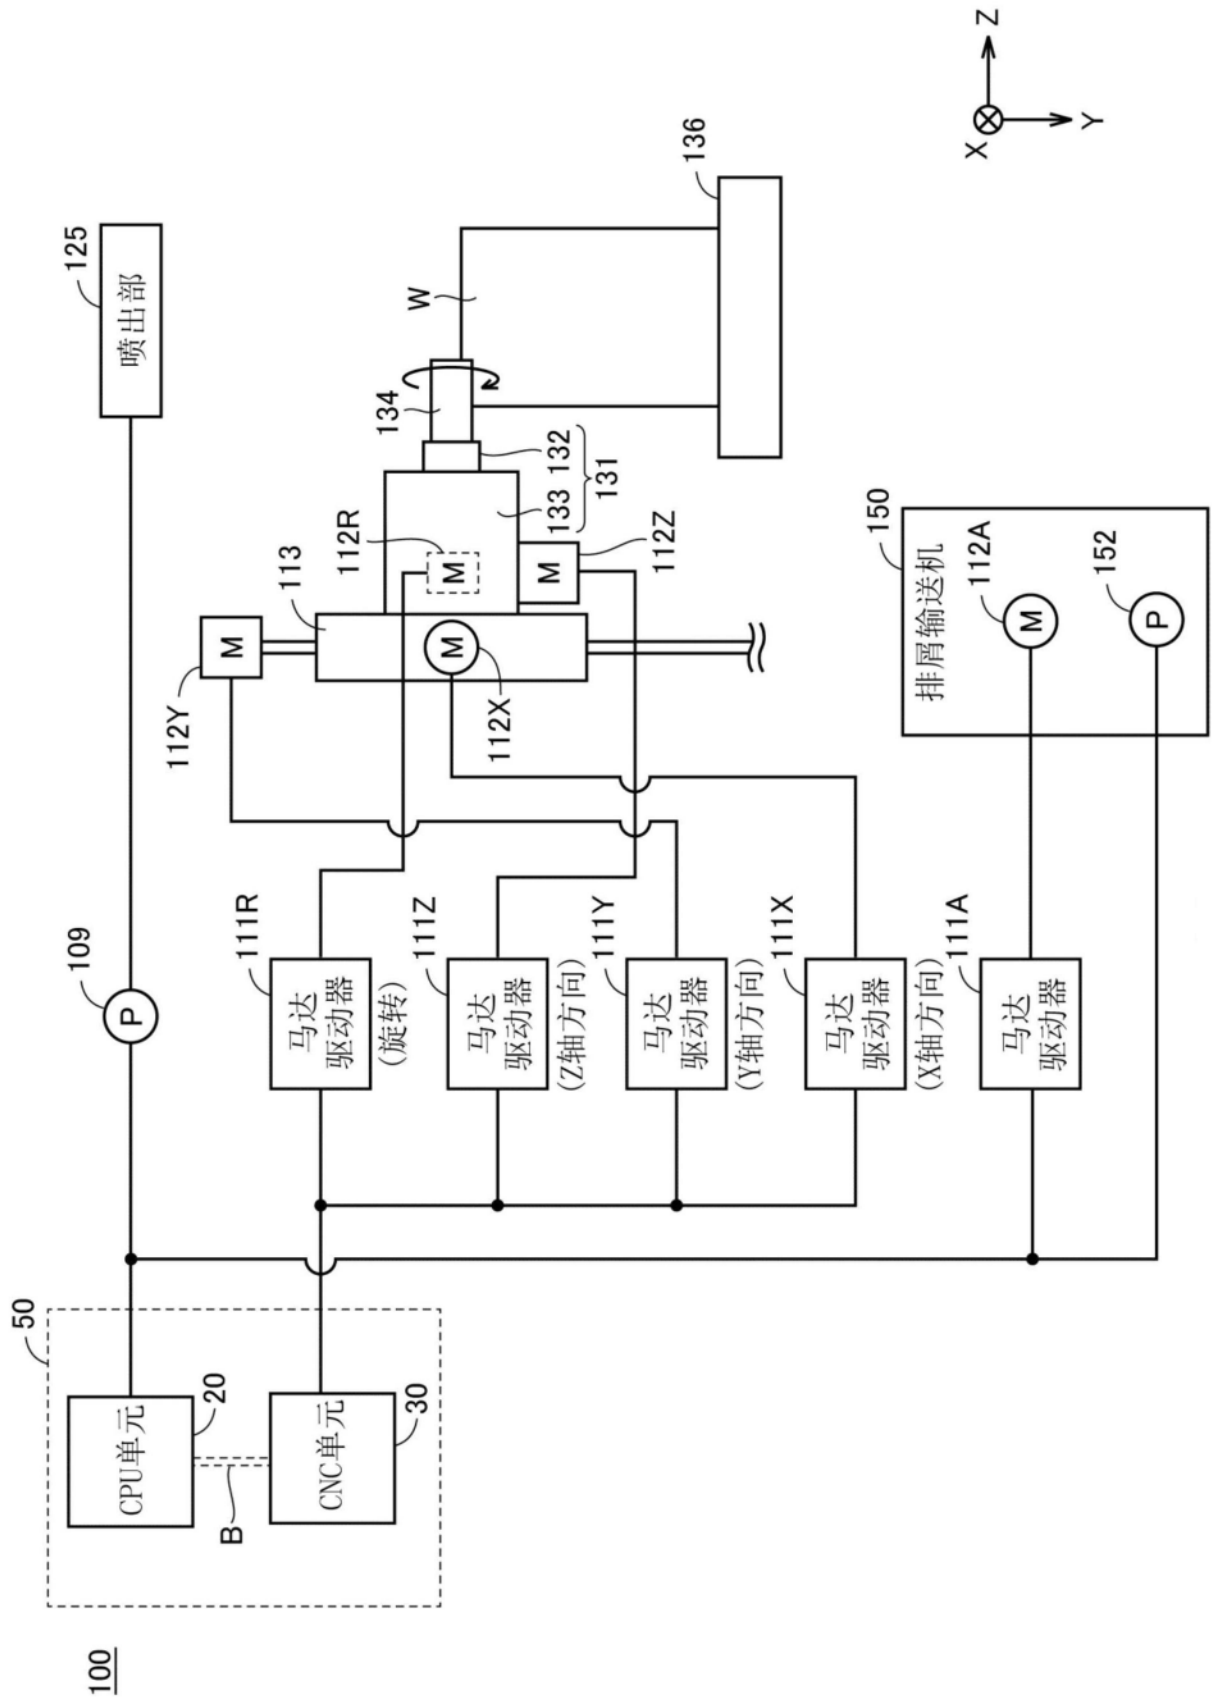 100
50
CPU单元
20
B
CNC单元
30
109
P
125
喷出部
111R
马达
驱动器
(旋转)
111Z
马达
驱动器
(Z轴方向)
111Y
马达
驱动器
(Y轴方向)
111X
马达
驱动器
(X轴方向)
111A
马达
驱动器
112Y
M
113
112R
M
M
112X
133
132
131
M
112Z
134
W
136
150
排屑输送机
112A
M
152
P
X
Z
Y